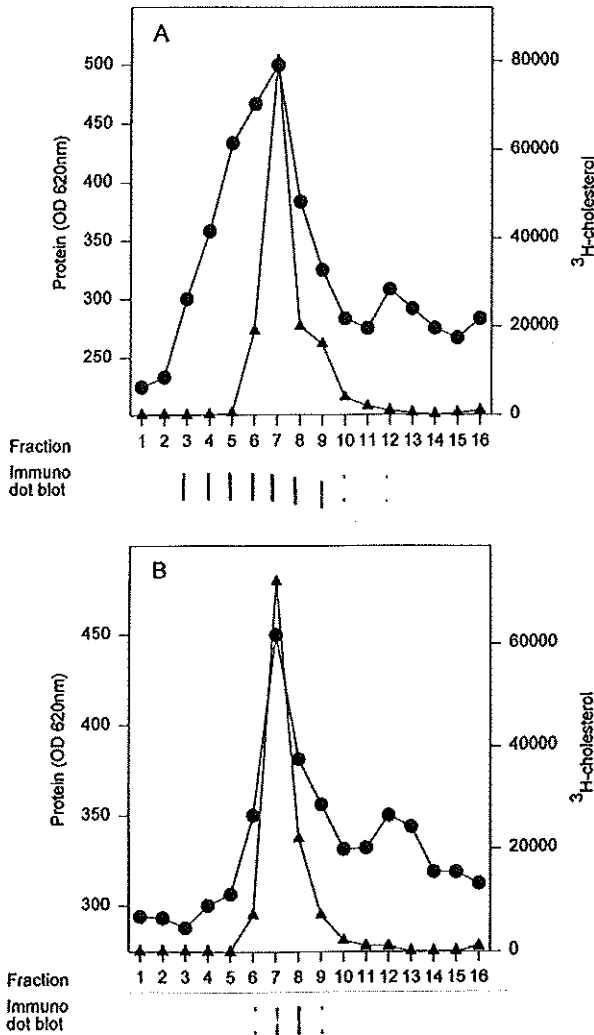 A
500
450
400
350
300
250
Protein (OD 620nm)
80000
60000
40000
20000
0
³H-cholesterol
Fraction 1 2 3 4 5 6 7 8 9 10 11 12 13 14 15 16
Immuno
dot blot
B
450
400
350
300
Protein (OD 620nm)
60000
40000
20000
0
³H-cholesterol
Fraction 1 2 3 4 5 6 7 8 9 10 11 12 13 14 15 16
Immuno
dot blot